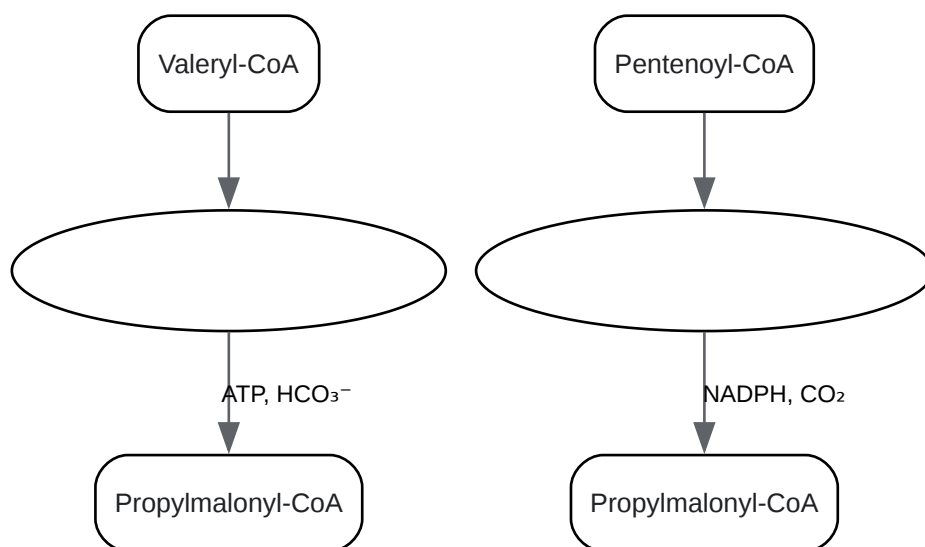 Valeryl-CoA
Pentenoyl-CoA
ATP, HCO₃⁻
NADPH, CO₂
Propylmalonyl-CoA
Propylmalonyl-CoA